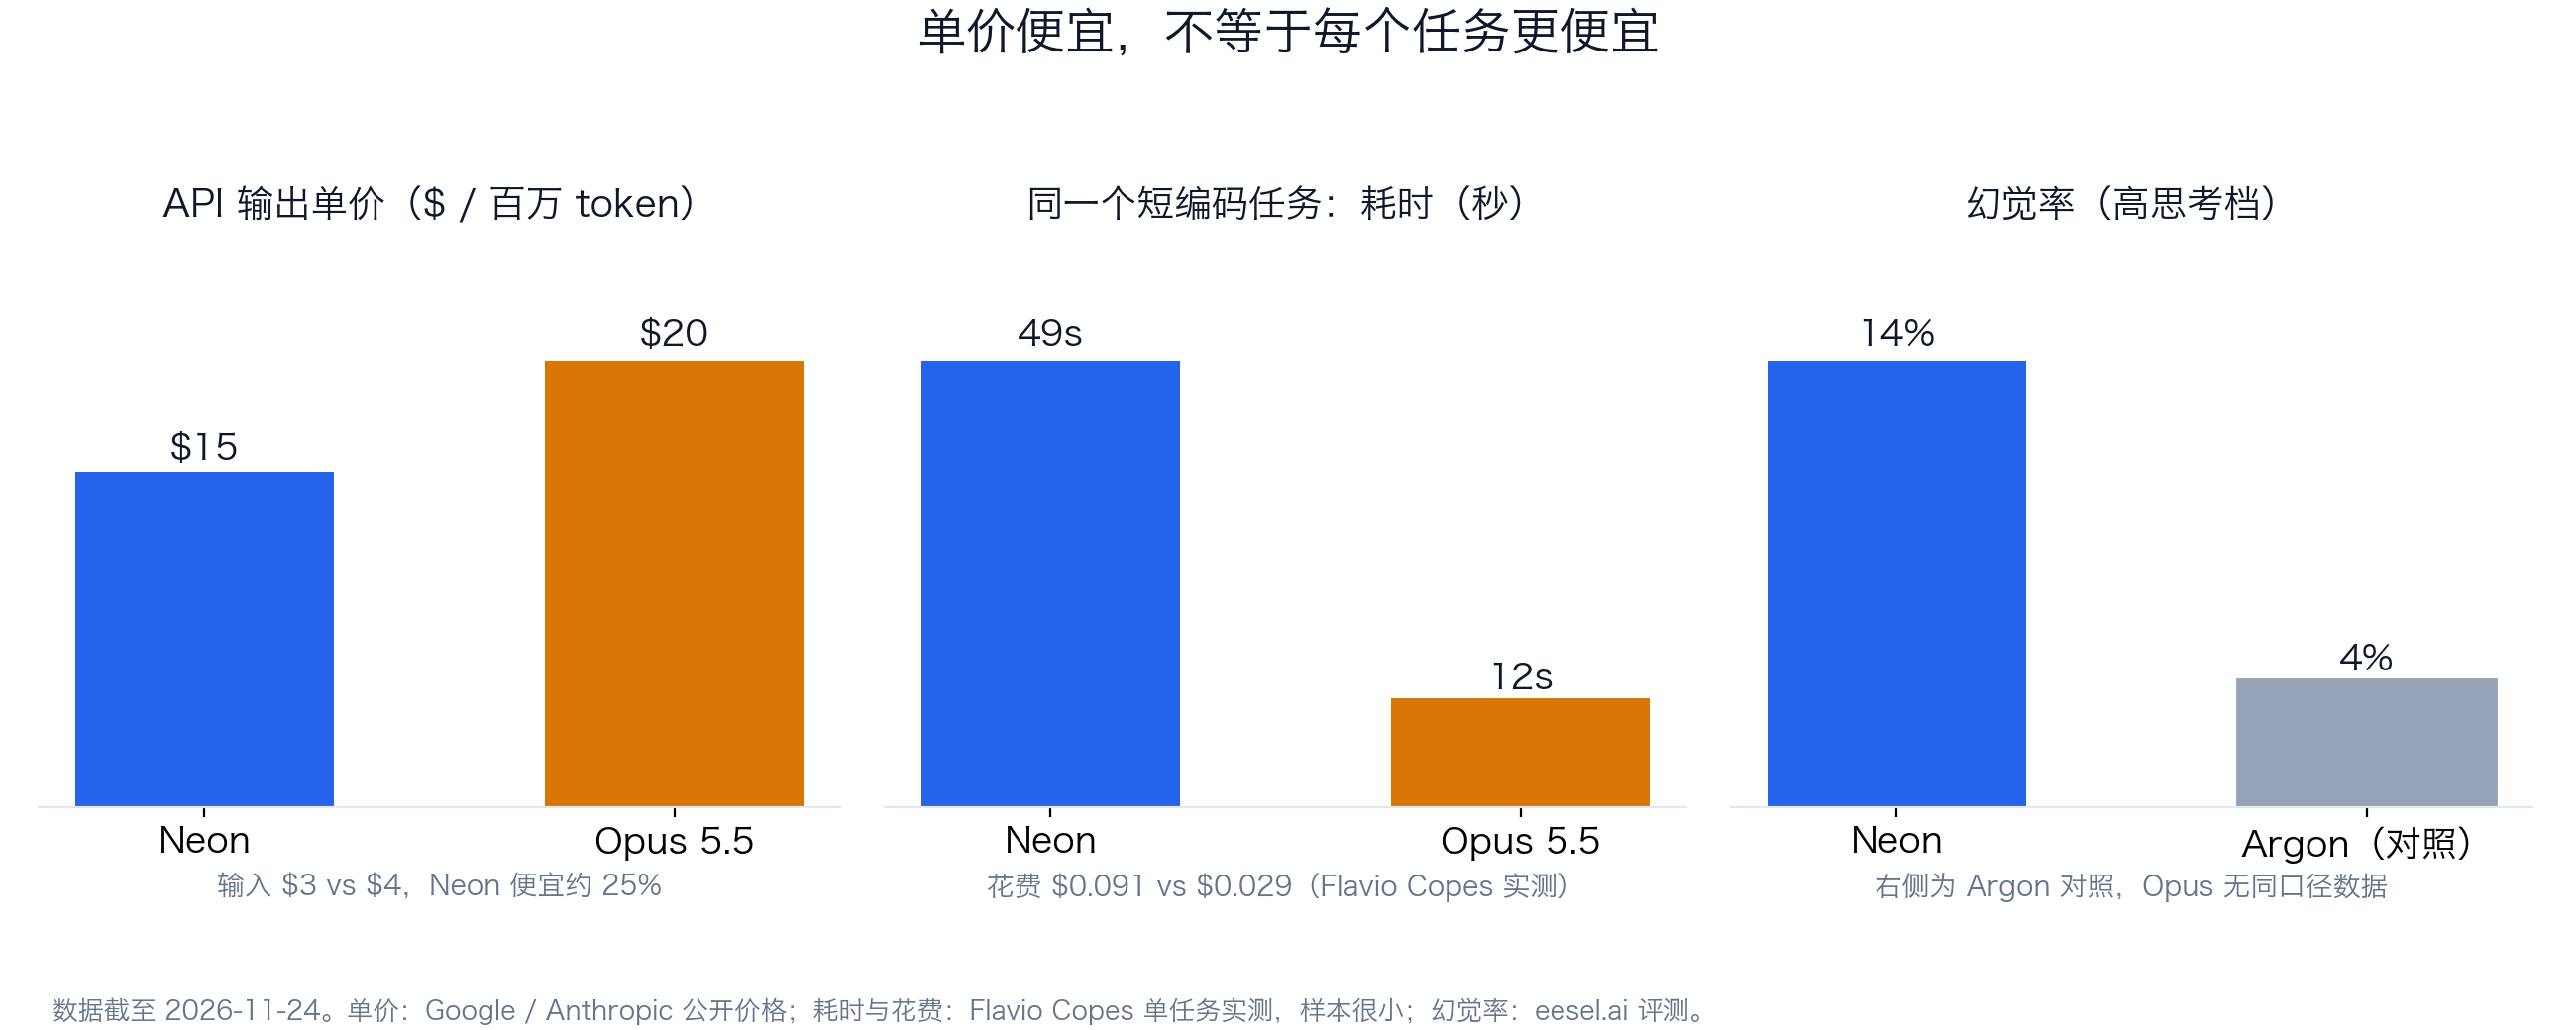 单价便宜，不等于每个任务更便宜
API 输出单价（$ / 百万 token）
$15
$20
Neon
Opus 5.5
输入 $3 vs $4，Neon 便宜约 25%
同一个短编码任务：耗时（秒）
49s
12s
Neon
Opus 5.5
花费 $0.091 vs $0.029（Flavio Copes 实测）
幻觉率（高思考档）
14%
4%
Neon
Argon（对照）
右侧为 Argon 对照，Opus 无同口径数据
数据截至 2026-11-24。单价：Google / Anthropic 公开价格；耗时与花费：Flavio Copes 单任务实测，样本很小；幻觉率：eesel.ai 评测。